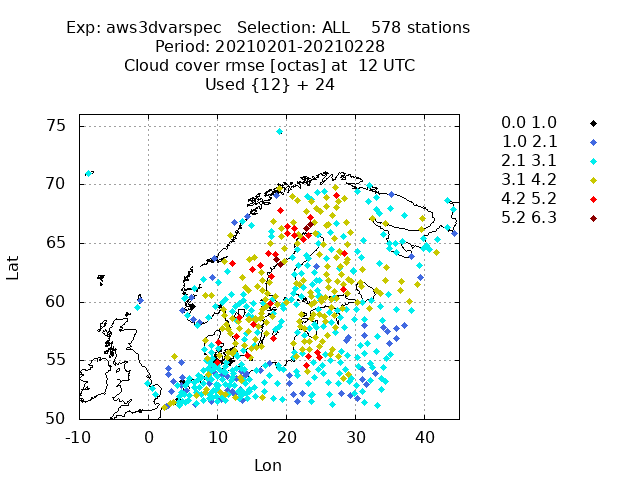 Exp: aws3dvarspec   Selection: ALL    578 stations
Period: 20210201-20210228
Cloud cover rmse [octas] at  12 UTC
Used {12} + 24
75
70
65
60
55
50
Lat
-10 0 10 20 30 40
Lon
0.0 1.0
1.0 2.1
2.1 3.1
3.1 4.2
4.2 5.2
5.2 6.3